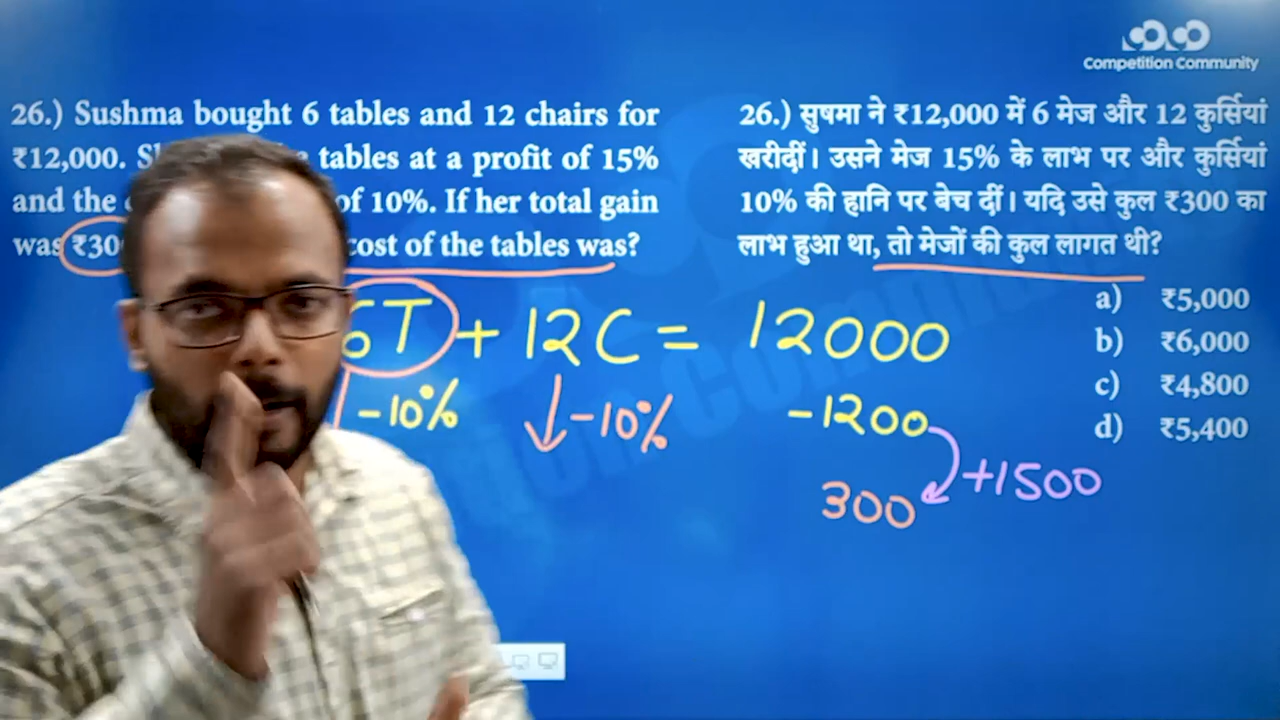 Competition Community
26.) Sushma bought 6 tables and 12 chairs for
₹12,000. tables at a profit of 15%
and the of 10%. If her total gain
was cost of the tables was?
26.) सुषमा ने ₹12,000 में 6 मेज और 12 कुर्सियां
खरीदीं। उसने मेज 15% के लाभ पर और कुर्सियां
10% की हानि पर बेच दीं। यदि उसे कुल ₹300 का
लाभ हुआ था, तो मेजों की कुल लागत थी?
a) ₹5,000
b) ₹6,000
c) ₹4,800
d) ₹5,400
6T + 12C = 12000
-10% -10% -1200
+1500
300